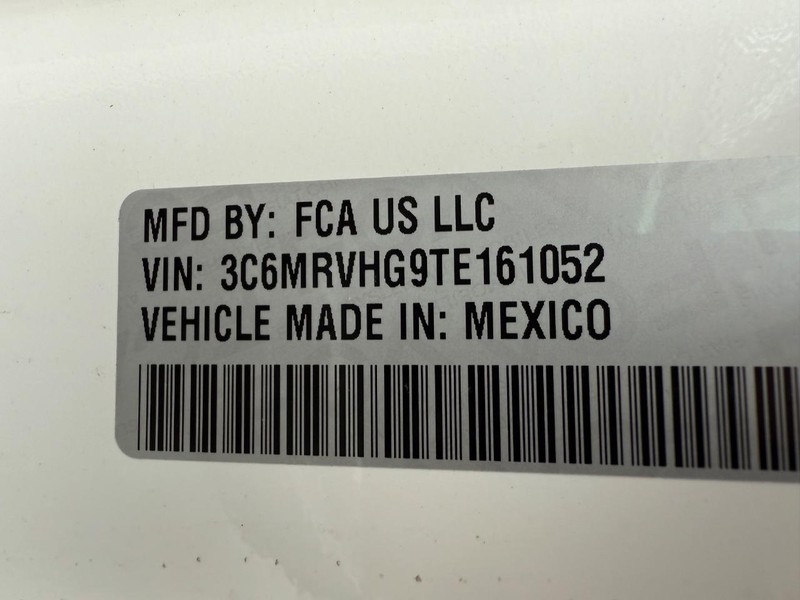 MFD BY: FCA US LLC
VIN: 3C6MRVHG9TE161052
VEHICLE MADE IN: MEXICO